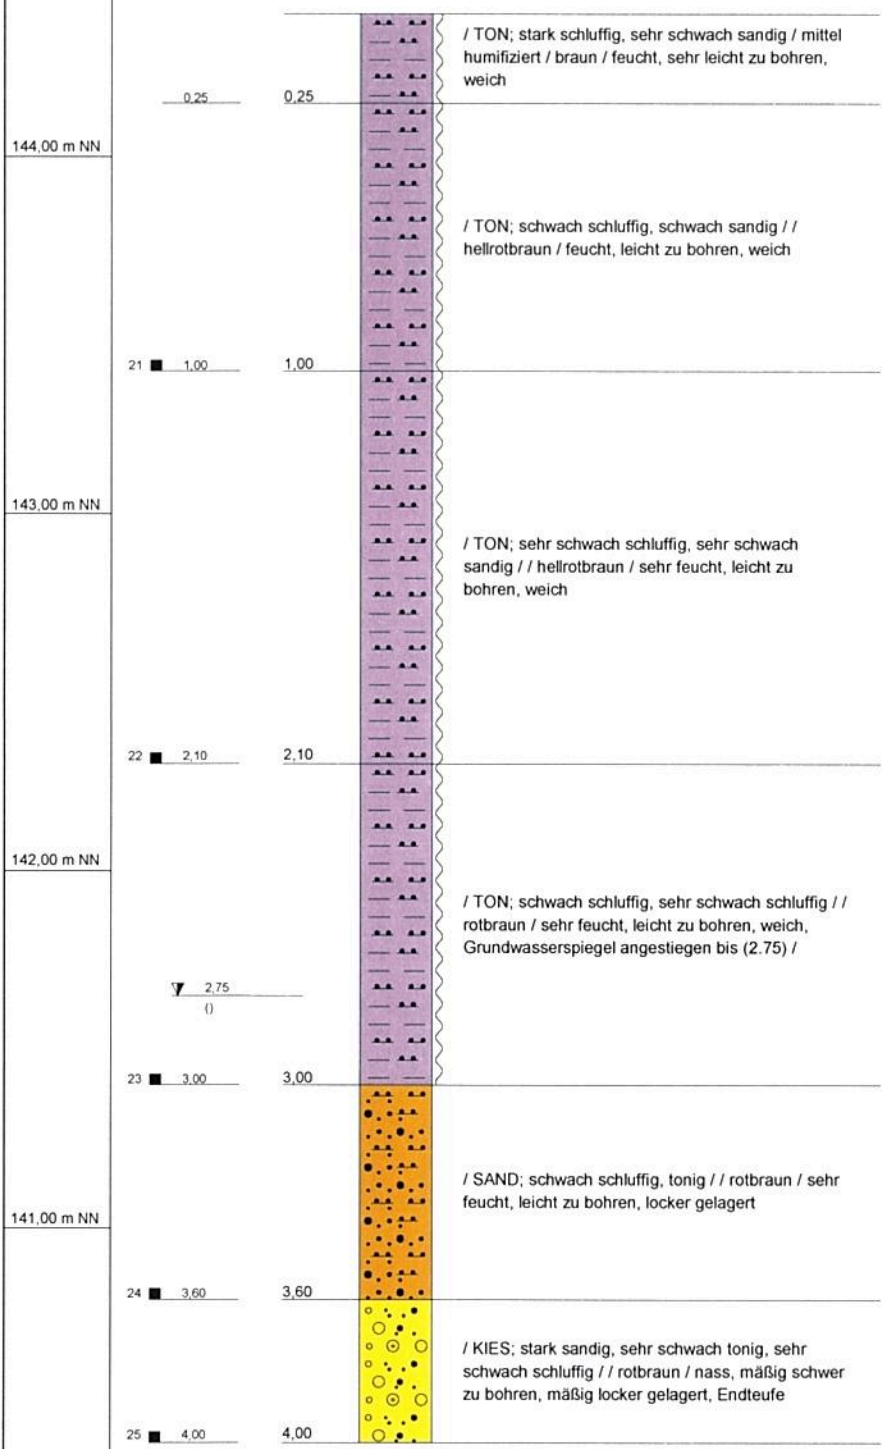 / TON; stark schluffig, sehr schwach sandig / mittel
humifiziert / braun / feucht, sehr leicht zu bohren,
weich
0,25 0,25
144,00 m NN
/ TON; schwach schluffig, schwach sandig / /
hellrotbraun / feucht, leicht zu bohren, weich
21 1,00 1,00
143,00 m NN
/ TON; sehr schwach schluffig, sehr schwach
sandig / / hellrotbraun / sehr feucht, leicht zu
bohren, weich
22 2,10 2,10
142,00 m NN
/ TON; schwach schluffig, sehr schwach schluffig / /
rotbraun / sehr feucht, leicht zu bohren, weich,
Grundwasserspiegel angestiegen bis (2.75) /
2,75
()
23 3,00 3,00
/ SAND; schwach schluffig, tonig / / rotbraun / sehr
feucht, leicht zu bohren, locker gelagert
141,00 m NN
24 3,60 3,60
/ KIES; stark sandig, sehr schwach tonig, sehr
schwach schluffig / / rotbraun / nass, mäßig schwer
zu bohren, mäßig locker gelagert, Endteufe
25 4,00 4,00